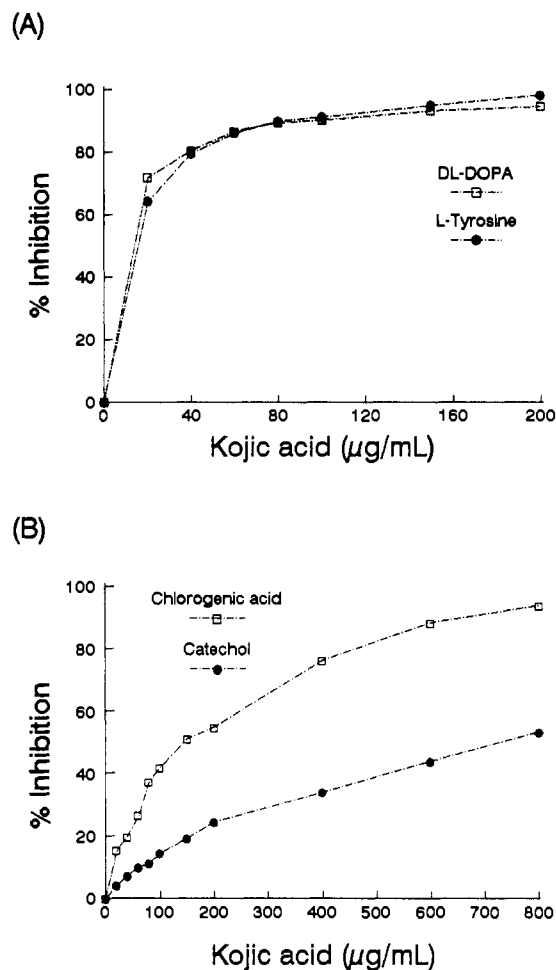 (A)
100
80
60
40
20
0
% Inhibition
DL-DOPA
L-Tyrosine
0 40 80 120 160 200
Kojic acid (µg/mL)
(B)
100
80
60
40
20
0
% Inhibition
Chlorogenic acid
Catechol
0 100 200 300 400 500 600 700 800
Kojic acid (µg/mL)